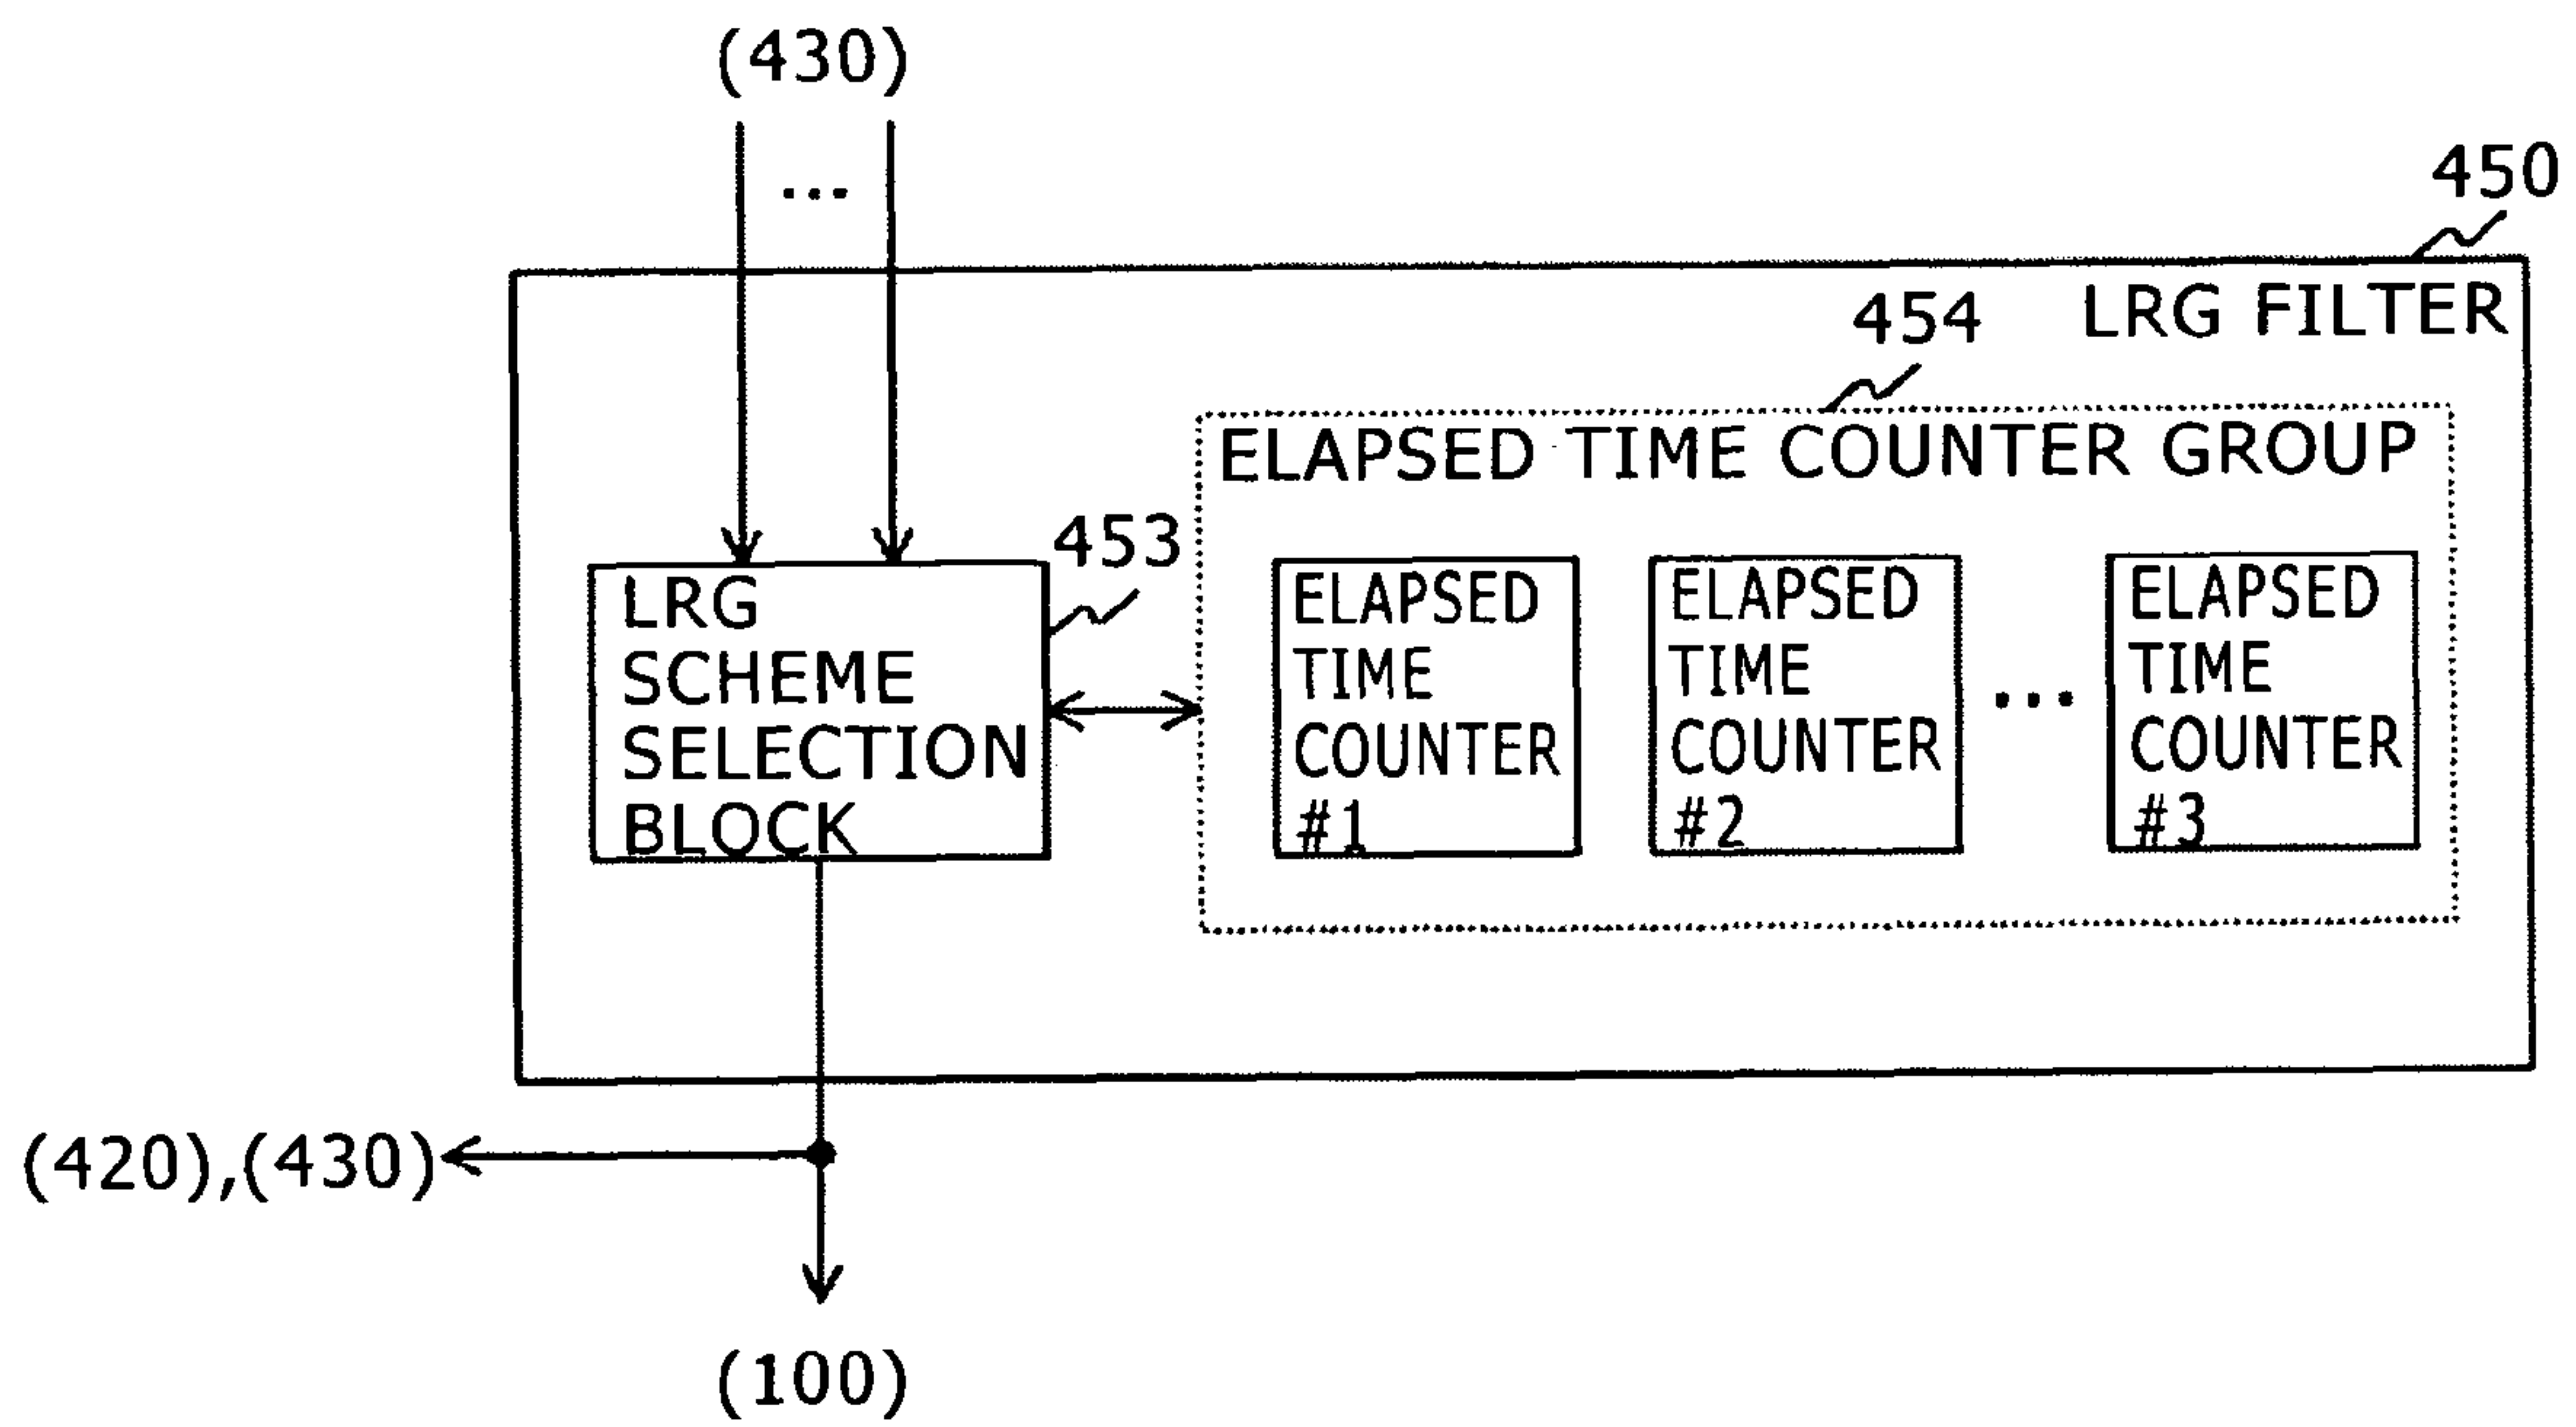 (430)
...
450
LRG FILTER
454
ELAPSED TIME COUNTER GROUP
453
LRG
SCHEME
SELECTION
BLOCK
ELAPSED
TIME
COUNTER
#1
ELAPSED
TIME
COUNTER
#2
...
ELAPSED
TIME
COUNTER
#3
(420),(430)
(100)